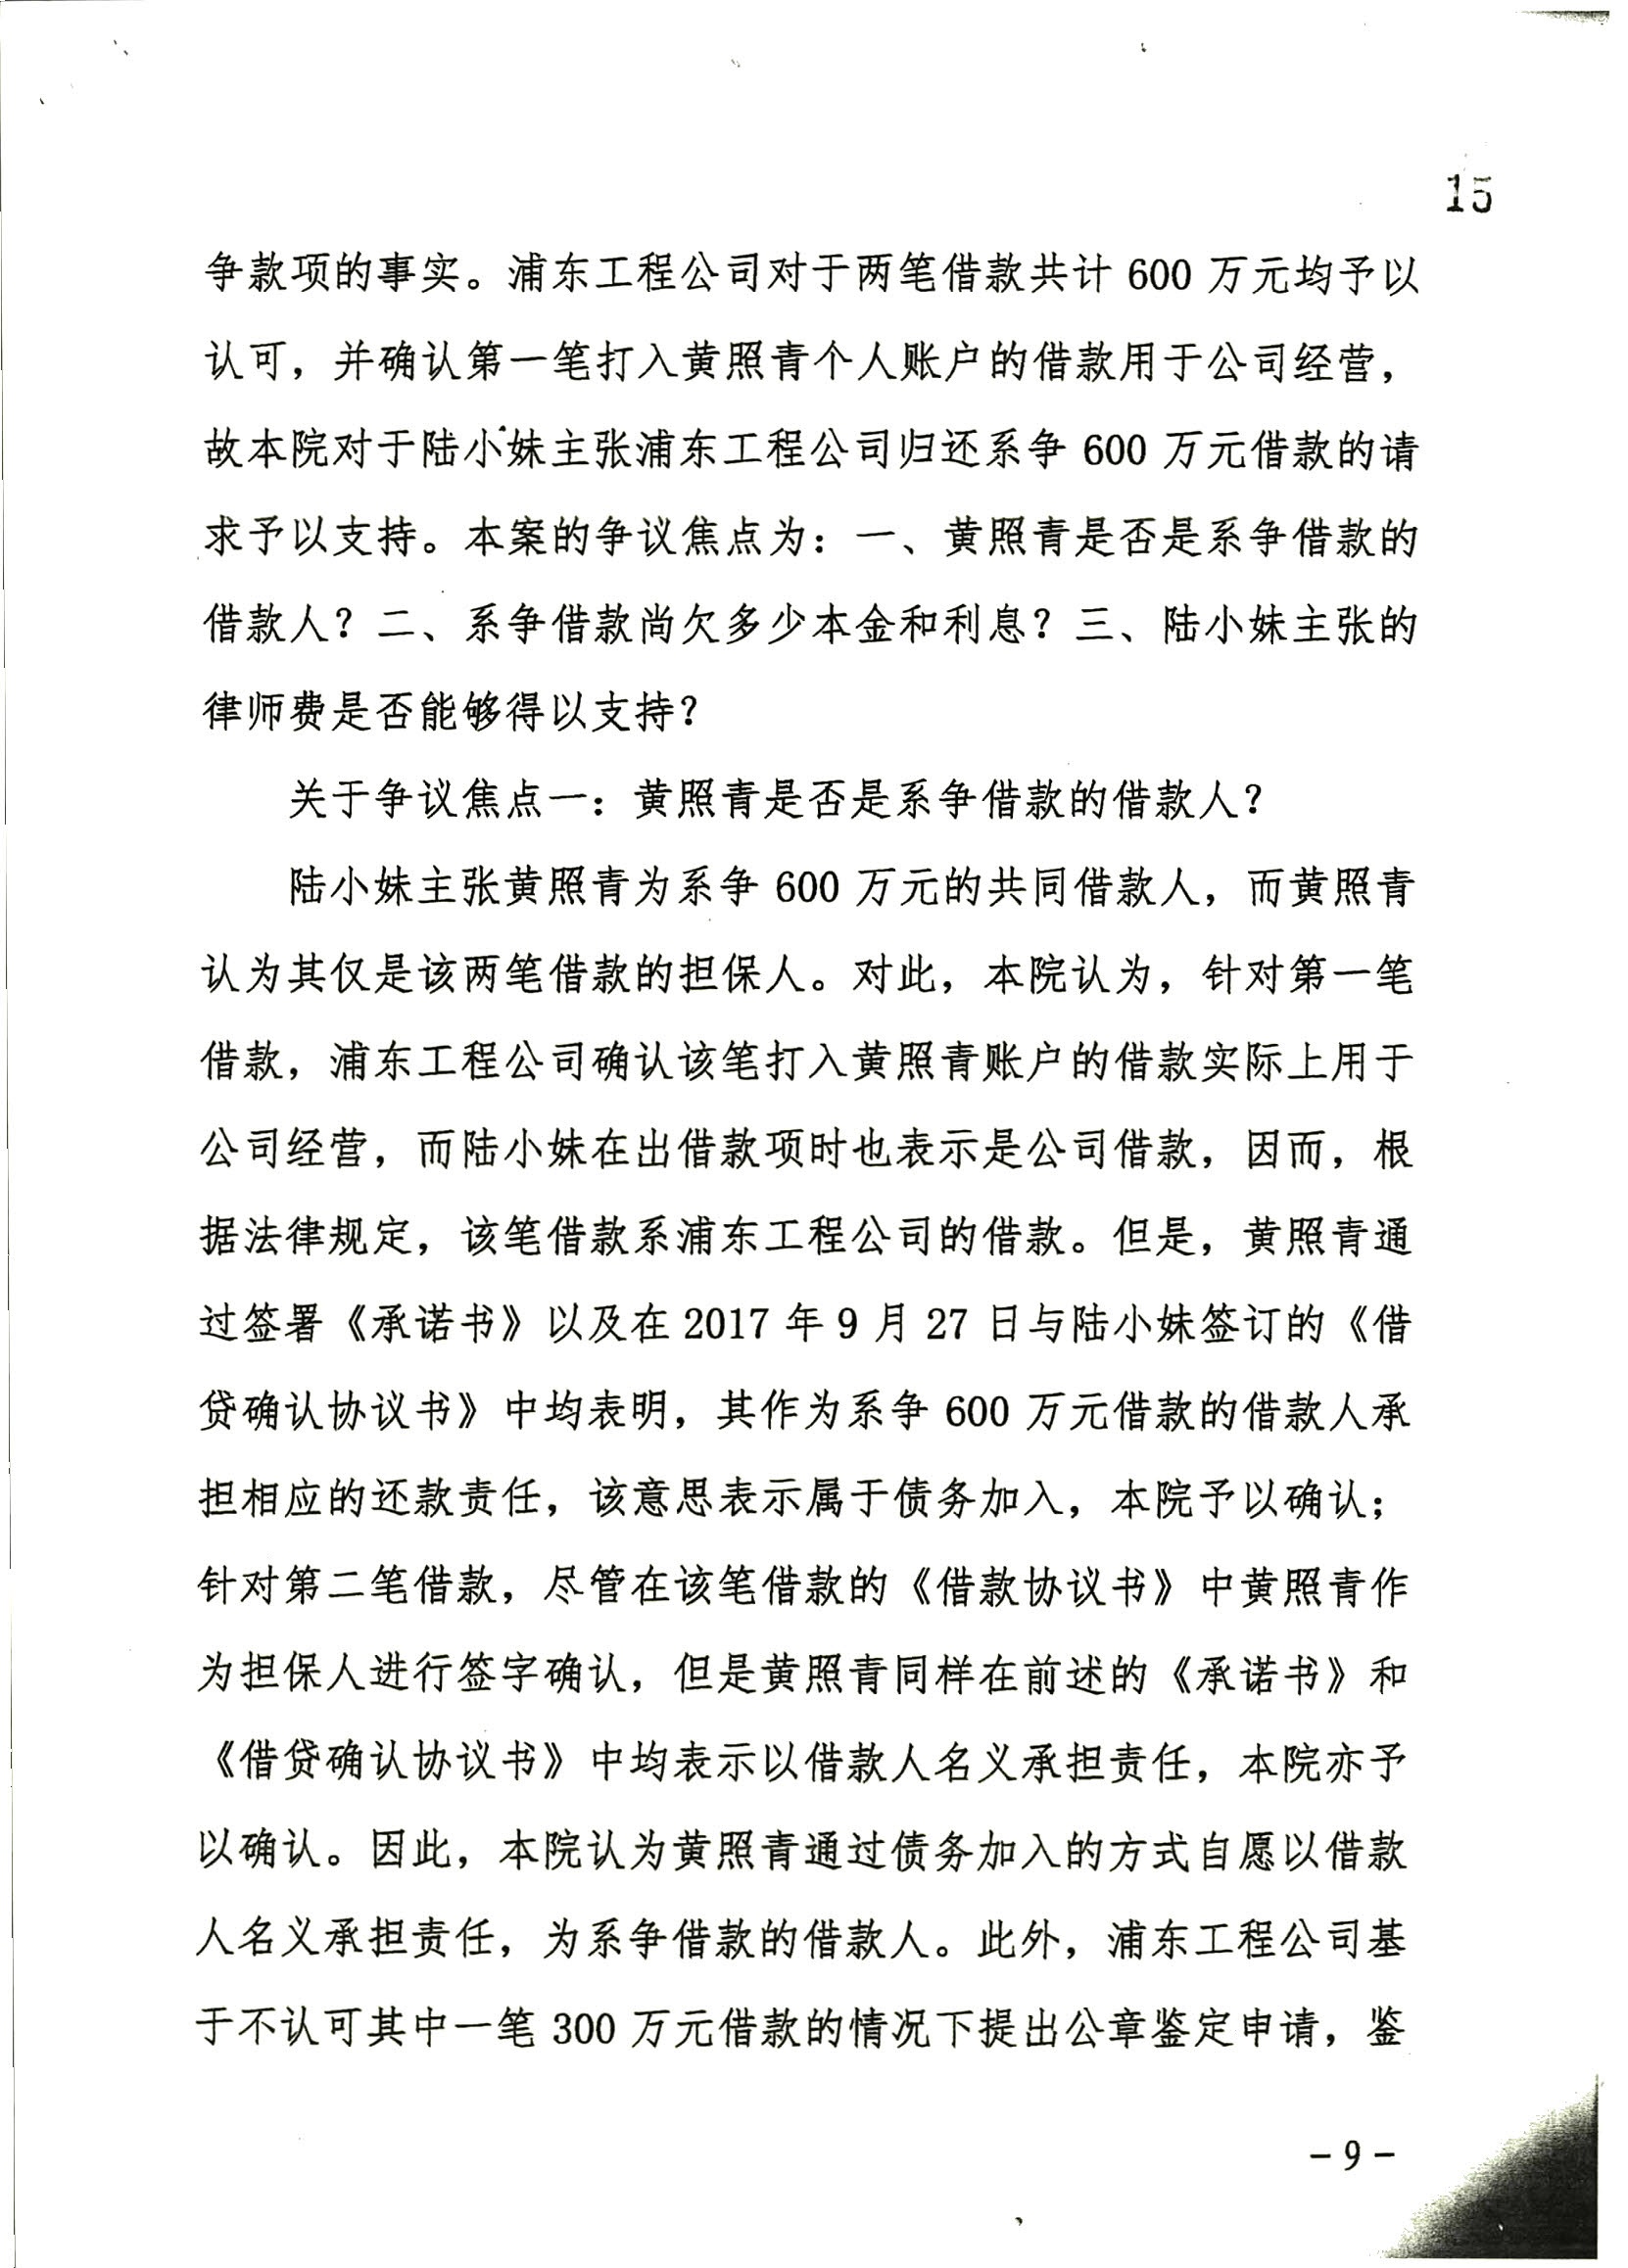 15
争款项的事实。浦东工程公司对于两笔借款共计 600 万元均予以
认可，并确认第一笔打入黄照青个人账户的借款用于公司经营，
故本院对于陆小妹主张浦东工程公司归还系争 600 万元借款的请
求予以支持。本案的争议焦点为：一、黄照青是否是系争借款的
借款人？二、系争借款尚欠多少本金和利息？三、陆小妹主张的
律师费是否能够得以支持？
关于争议焦点一：黄照青是否是系争借款的借款人？
陆小妹主张黄照青为系争 600 万元的共同借款人，而黄照青
认为其仅是该两笔借款的担保人。对此，本院认为，针对第一笔
借款，浦东工程公司确认该笔打入黄照青账户的借款实际上用于
公司经营，而陆小妹在出借款项时也表示是公司借款，因而，根
据法律规定，该笔借款系浦东工程公司的借款。但是，黄照青通
过签署《承诺书》以及在 2017 年 9 月 27 日与陆小妹签订的《借
贷确认协议书》中均表明，其作为系争 600 万元借款的借款人承
担相应的还款责任，该意思表示属于债务加入，本院予以确认；
针对第二笔借款，尽管在该笔借款的《借款协议书》中黄照青作
为担保人进行签字确认，但是黄照青同样在前述的《承诺书》和
《借贷确认协议书》中均表示以借款人名义承担责任，本院亦予
以确认。因此，本院认为黄照青通过债务加入的方式自愿以借款
人名义承担责任，为系争借款的借款人。此外，浦东工程公司基
于不认可其中一笔 300 万元借款的情况下提出公章鉴定申请，鉴
- 9 -